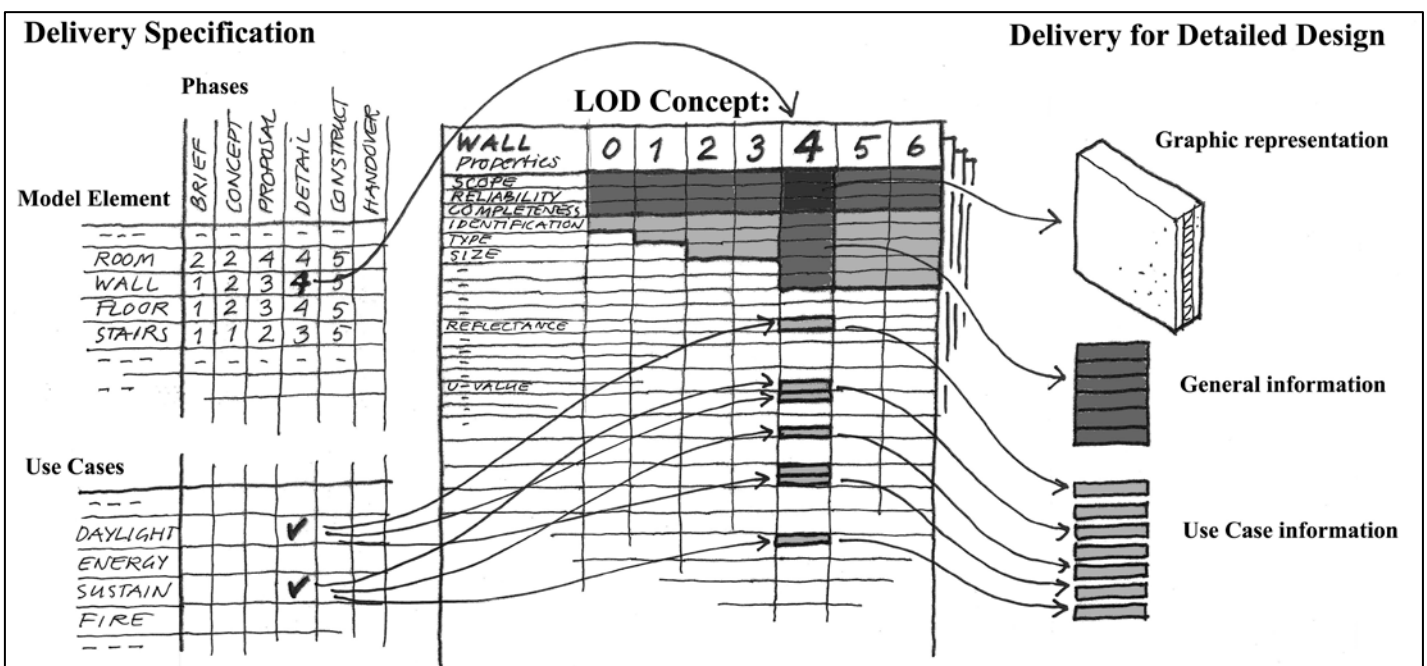 Delivery Specification
Delivery for Detailed Design
Phases
LOD Concept:
BRIEF
CONCEPT
PROPOSAL
DETAIL
CONSTRUCT
HANDOVER
Model Element
- - -  -  -  -  -  -
ROOM 2 2 4 4 5
WALL 1 2 3 4 5
FLOOR 1 2 3 4 5
STAIRS 1 1 2 3 5
- - -  -  -  -  -  -
- -
Use Cases
- - -
DAYLIGHT ✓
ENERGY
SUSTAIN ✓
FIRE
- - -
WALL 0 1 2 3 4 5 6
Properties
SCOPE
RELIABILITY
COMPLETENESS
IDENTIFICATION
TYPE
SIZE
REFLECTANCE
U-VALUE
Graphic representation
General information
Use Case information